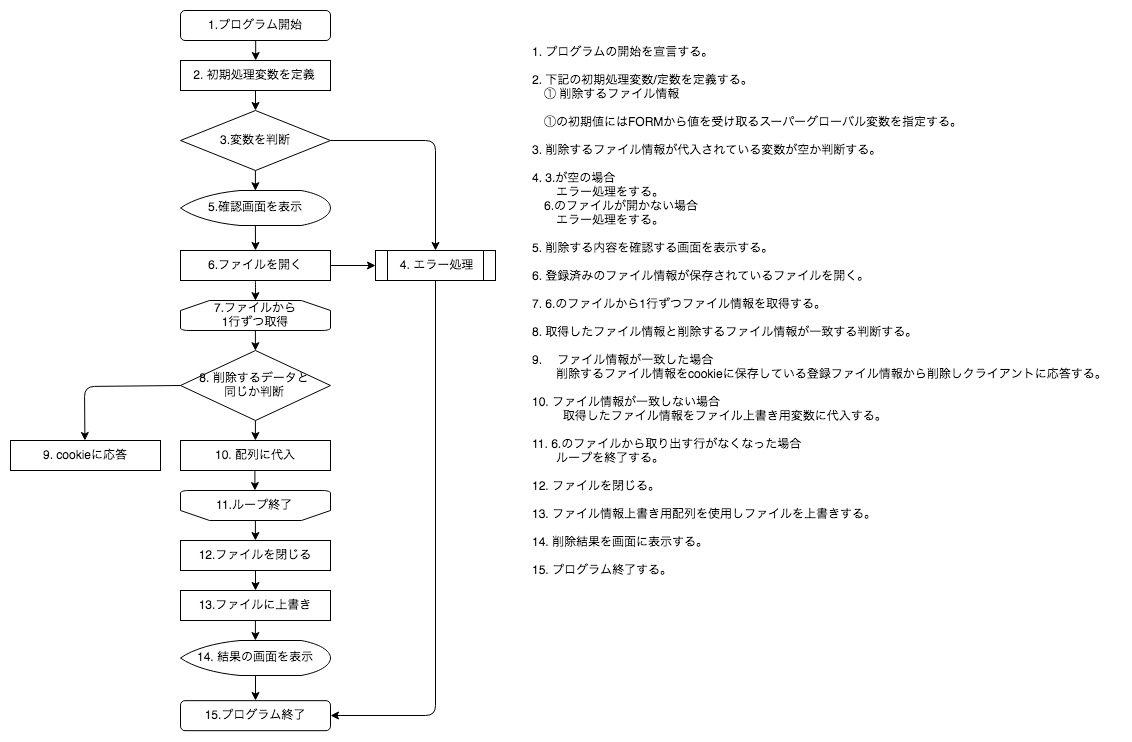 1.プログラム開始
2. 初期処理変数を定義
3.変数を判断
5.確認画面を表示
6.ファイルを開く
4. エラー処理
7.ファイルから
1行ずつ取得
8. 削除するデータと
同じか判断
9. cookieに応答
10. 配列に代入
11.ループ終了
12.ファイルを閉じる
13.ファイルに上書き
14. 結果の画面を表示
15.プログラム終了
1. プログラムの開始を宣言する。
2. 下記の初期処理変数/定数を定義する。
① 削除するファイル情報
①の初期値にはFORMから値を受け取るスーパーグローバル変数を指定する。
3. 削除するファイル情報が代入されている変数が空か判断する。
4. 3.が空の場合
エラー処理をする。
6.のファイルが開かない場合
エラー処理をする。
5. 削除する内容を確認する画面を表示する。
6. 登録済みのファイル情報が保存されているファイルを開く。
7. 6.のファイルから1行ずつファイル情報を取得する。
8. 取得したファイル情報と削除するファイル情報が一致する判断する。
9. ファイル情報が一致した場合
削除するファイル情報をcookieに保存している登録ファイル情報から削除しクライアントに応答する。
10. ファイル情報が一致しない場合
取得したファイル情報をファイル上書き用変数に代入する。
11. 6.のファイルから取り出す行がなくなった場合
ループを終了する。
12. ファイルを閉じる。
13. ファイル情報上書き用配列を使用しファイルを上書きする。
14. 削除結果を画面に表示する。
15. プログラム終了する。